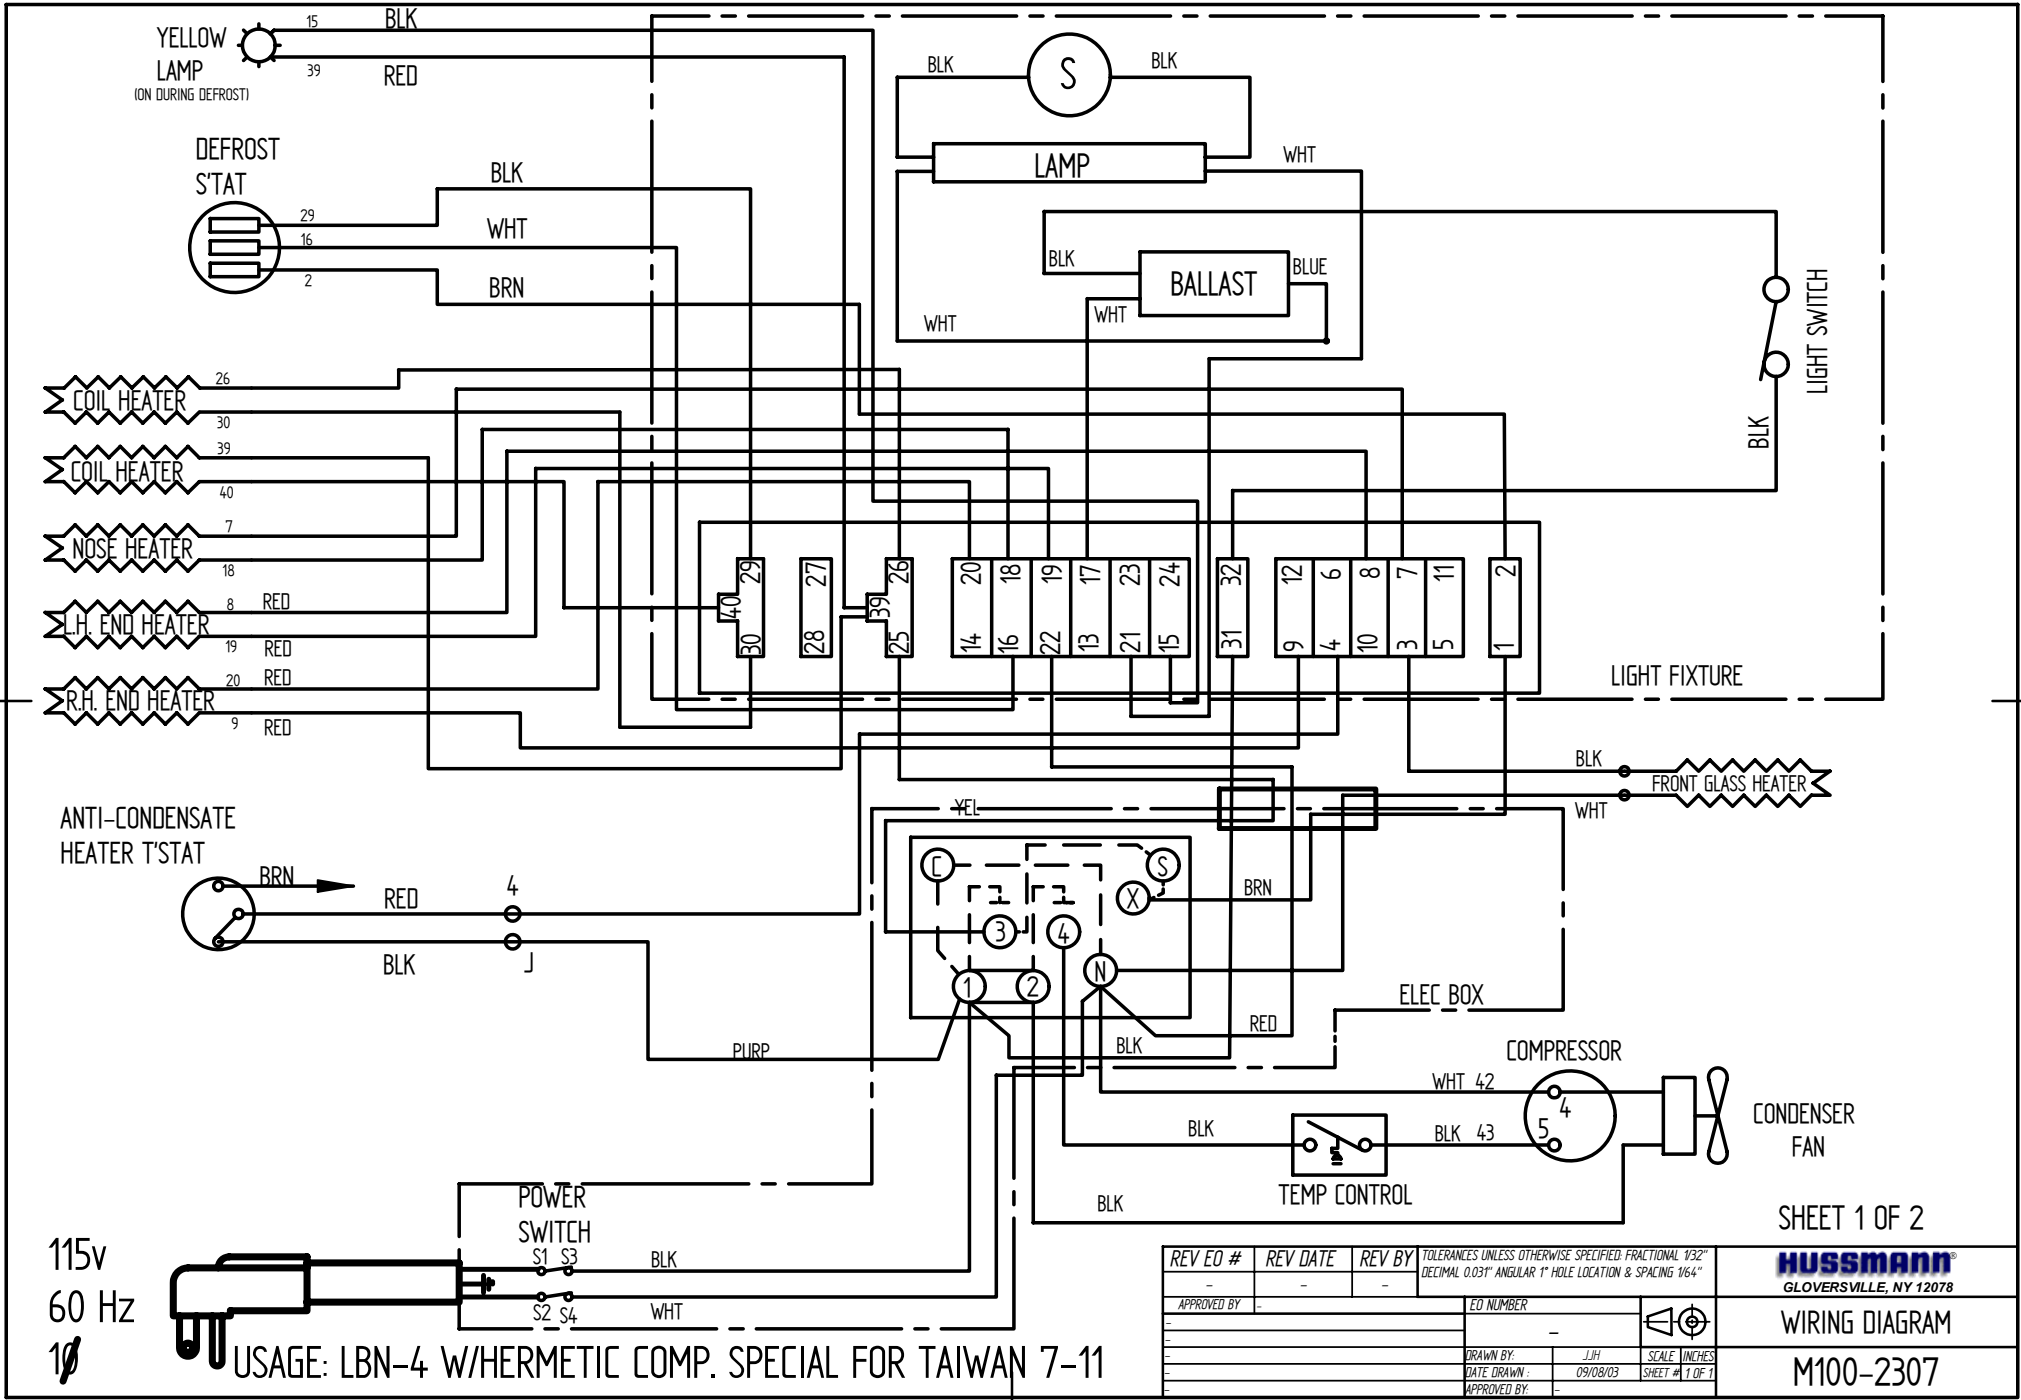 15
BLK
YELLOW
LAMP
(ON DURING DEFROST)
39
RED
BLK
S
BLK
DEFROST
S'TAT
BLK
LAMP
WHT
29
16
2
WHT
BRN
BLK
BALLAST
BLUE
WHT
WHT
LIGHT SWITCH
BLK
26
COIL HEATER
30
39
COIL HEATER
40
7
NOSE HEATER
18
8 RED
L.H. END HEATER
19 RED
20 RED
R.H. END HEATER
9 RED
29 27 26 20 18 19 17 23 24 32 12 6 8 7 11 2
40 39
30 28 25 14 16 22 13 21 15 31 9 4 10 3 5 1
LIGHT FIXTURE
BLK
FRONT GLASS HEATER
WHT
ANTI-CONDENSATE
HEATER T'STAT
BRN
RED
4
BLK
J
YEL
C
S
X
BRN
3
4
N
1
2
ELEC BOX
RED
BLK
PURP
COMPRESSOR
WHT 42
4
5
BLK
BLK 43
CONDENSER
FAN
TEMP CONTROL
BLK
POWER
SWITCH
S1 S3
BLK
S2 S4
WHT
115v
60 Hz
1Ø
USAGE: LBN-4 W/HERMETIC COMP. SPECIAL FOR TAIWAN 7-11
SHEET 1 OF 2
REV EO # REV DATE REV BY
- - -
TOLERANCES UNLESS OTHERWISE SPECIFIED: FRACTIONAL 1/32"
DECIMAL 0.031" ANGULAR 1° HOLE LOCATION & SPACING 1/64"
HUSSMANN®
GLOVERSVILLE, NY 12078
APPROVED BY -
EO NUMBER
-
WIRING DIAGRAM
DRAWN BY: JJH
SCALE INCHES
DATE DRAWN : 09/08/03
SHEET # 1 OF 1
APPROVED BY: -
M100-2307